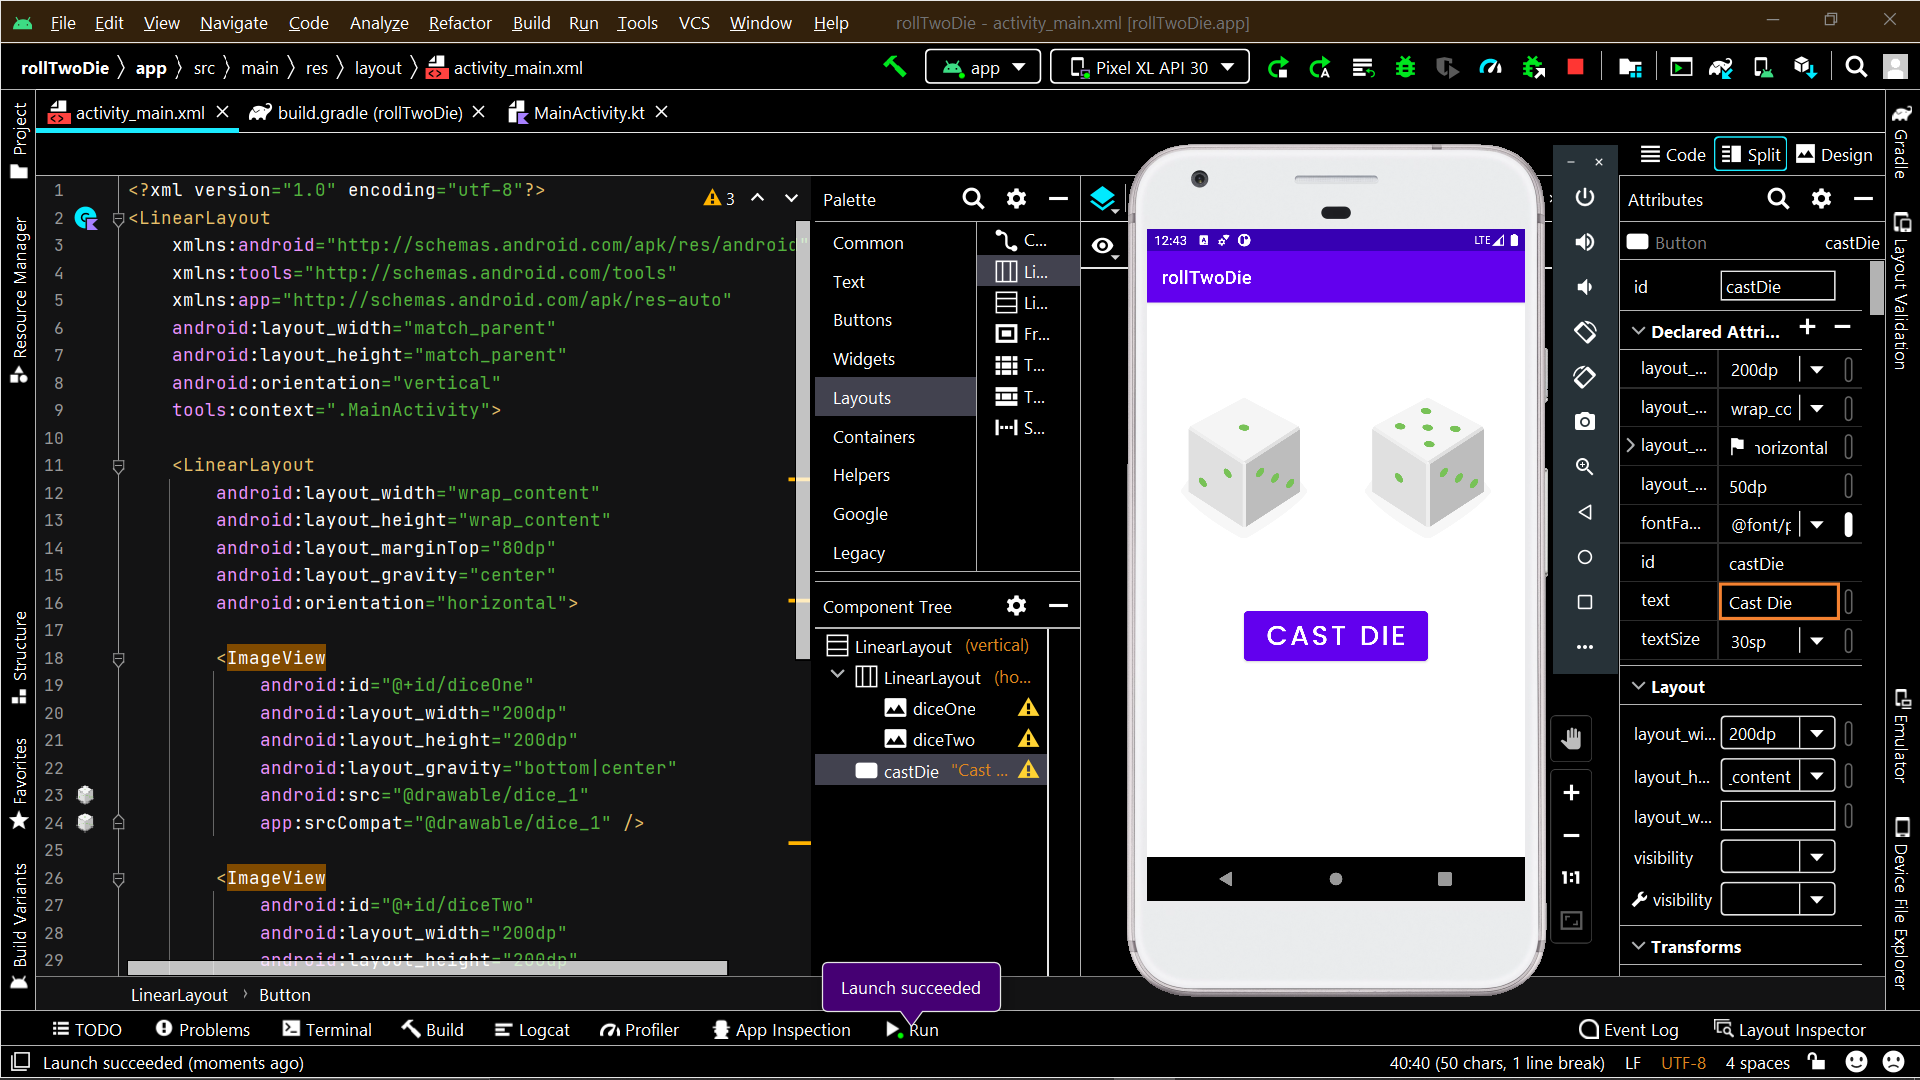 File Edit View Navigate Code Analyze Refactor Build Run Tools VCS Window Help rollTwoDie - activity_main.xml [rollTwoDie.app]
rollTwoDie app src main res layout activity_main.xml app Pixel XL API 30
activity_main.xml build.gradle (rollTwoDie) MainActivity.kt
Code Split Design
Project
Resource Manager
Structure
Favorites
Build Variants
3
1 <?xml version="1.0" encoding="utf-8"?>
2 <LinearLayout
3 xmlns:android="http://schemas.android.com/apk/res/android"
4 xmlns:tools="http://schemas.android.com/tools"
5 xmlns:app="http://schemas.android.com/apk/res-auto"
6 android:layout_width="match_parent"
7 android:layout_height="match_parent"
8 android:orientation="vertical"
9 tools:context=".MainActivity">
10
11 <LinearLayout
12 android:layout_width="wrap_content"
13 android:layout_height="wrap_content"
14 android:layout_marginTop="80dp"
15 android:layout_gravity="center"
16 android:orientation="horizontal">
17
18 <ImageView
19 android:id="@+id/diceOne"
20 android:layout_width="200dp"
21 android:layout_height="200dp"
22 android:layout_gravity="bottom|center"
23 android:src="@drawable/dice_1"
24 app:srcCompat="@drawable/dice_1" />
25
26 <ImageView
27 android:id="@+id/diceTwo"
28 android:layout_width="200dp"
29 android:layout_height="200dp"
LinearLayout › Button
Palette
Common
Text
Buttons
Widgets
Layouts
Containers
Helpers
Google
Legacy
C...
Li...
Li...
Fr...
T...
T...
S...
Component Tree
LinearLayout (vertical)
LinearLayout (ho...
diceOne
diceTwo
castDie "Cast ...
12:43 LTE
rollTwoDie
CAST DIE
1:1
Attributes
Button castDie
id castDie
Declared Attri...
layout_... 200dp
layout_... wrap_co
layout_... horizontal
layout_... 50dp
fontFa... @font/p
id castDie
text Cast Die
textSize 30sp
Layout
layout_wi... 200dp
layout_h... _content
layout_w...
visibility
visibility
Transforms
Gradle
Layout Validation
Emulator
Device File Explorer
Launch succeeded
TODO Problems Terminal Build Logcat Profiler App Inspection Run Event Log Layout Inspector
Launch succeeded (moments ago) 40:40 (50 chars, 1 line break) LF UTF-8 4 spaces